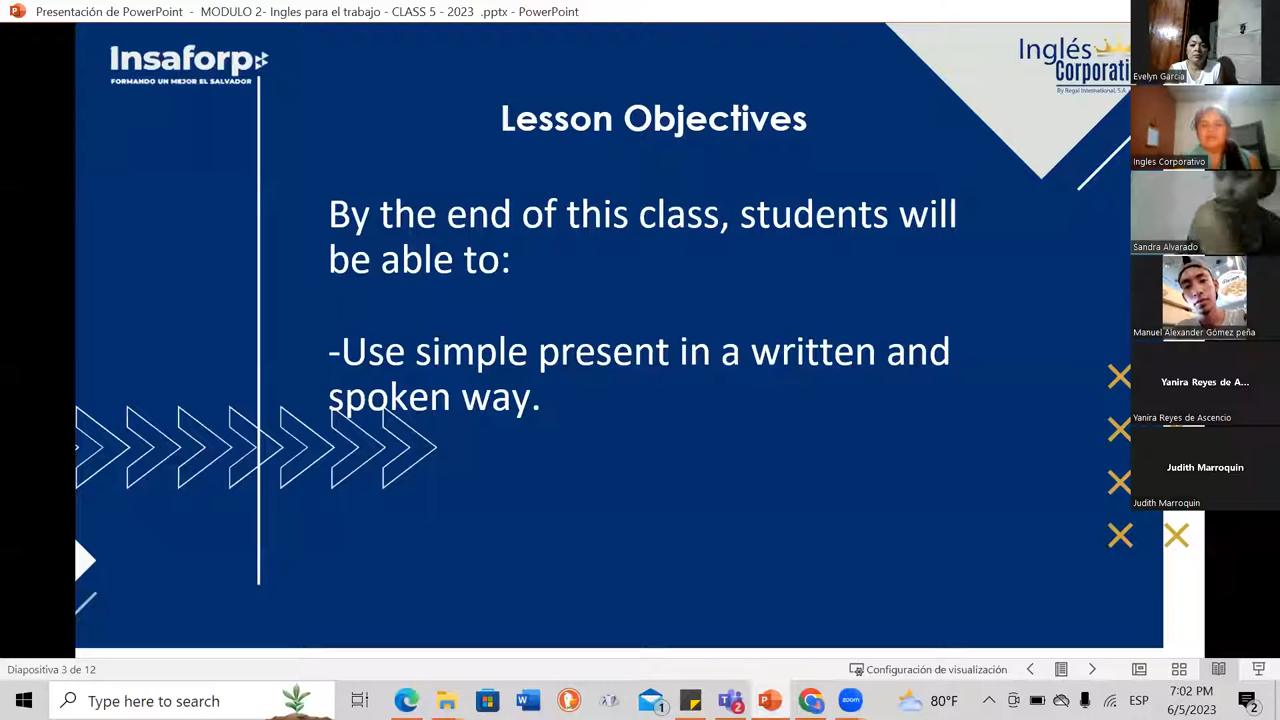 Presentación de PowerPoint - MODULO 2- Ingles para el trabajo - CLASS 5 - 2023 .pptx - PowerPoint
Insaforp
FORMANDO UN MEJOR EL SALVADOR
Inglés
Corporati
By Regal International, S.A
Lesson Objectives
By the end of this class, students will
be able to:
-Use simple present in a written and
spoken way.
Evelyn Garcia
Ingles Corporativo
Sandra Alvarado
Manuel Alexander Gómez peña
Yanira Reyes de A...
Yanira Reyes de Ascencio
Judith Marroquin
Judith Marroquin
Diapositiva 3 de 12
Configuración de visualización
Type here to search
1
2
zoom
80°F
ESP
7:02 PM
6/5/2023
2